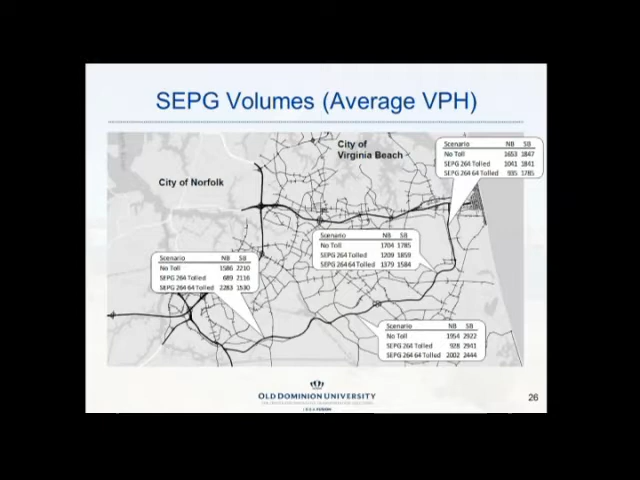 SEPG Volumes (Average VPH)
City of
Virginia Beach
City of Norfolk
Scenario NB SB
No Toll 1653 1847
SEPG 264 Tolled 1041 1841
SEPG 264 64 Tolled 935 1785
Scenario NB SB
No Toll 1704 1785
SEPG 264 Tolled 1209 1859
SEPG 264 64 Tolled 1379 1584
Scenario NB SB
No Toll 1586 2210
SEPG 264 Tolled 689 2116
SEPG 264 64 Tolled 2283 1530
Scenario NB SB
No Toll 1954 2922
SEPG 264 Tolled 928 2941
SEPG 264 64 Tolled 2002 2444
OLD DOMINION UNIVERSITY
IDEA FUSION
26